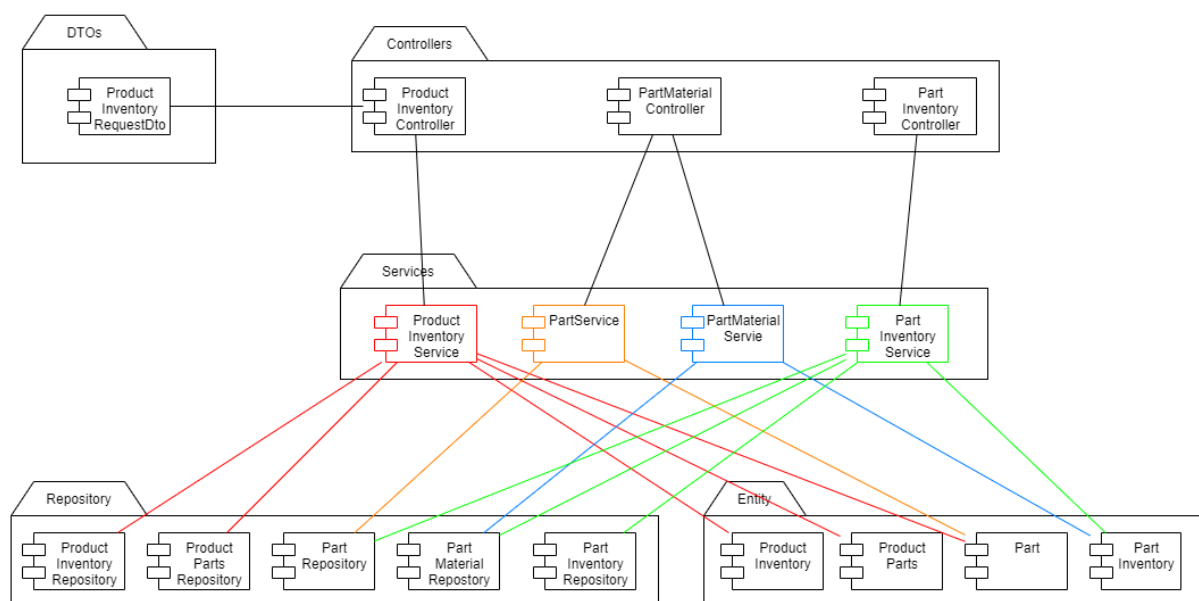 DTOs
Controllers
Product
Inventory
RequestDto
Product
Inventory
Controller
PartMaterial
Controller
Part
Inventory
Controller
Services
Product
Inventory
Service
PartService
PartMaterial
Servie
Part
Inventory
Service
Repository
Entity
Product
Inventory
Repository
Product
Parts
Repository
Part
Repository
Part
Material
Repostory
Part
Inventory
Repository
Product
Inventory
Product
Parts
Part
Part
Inventory